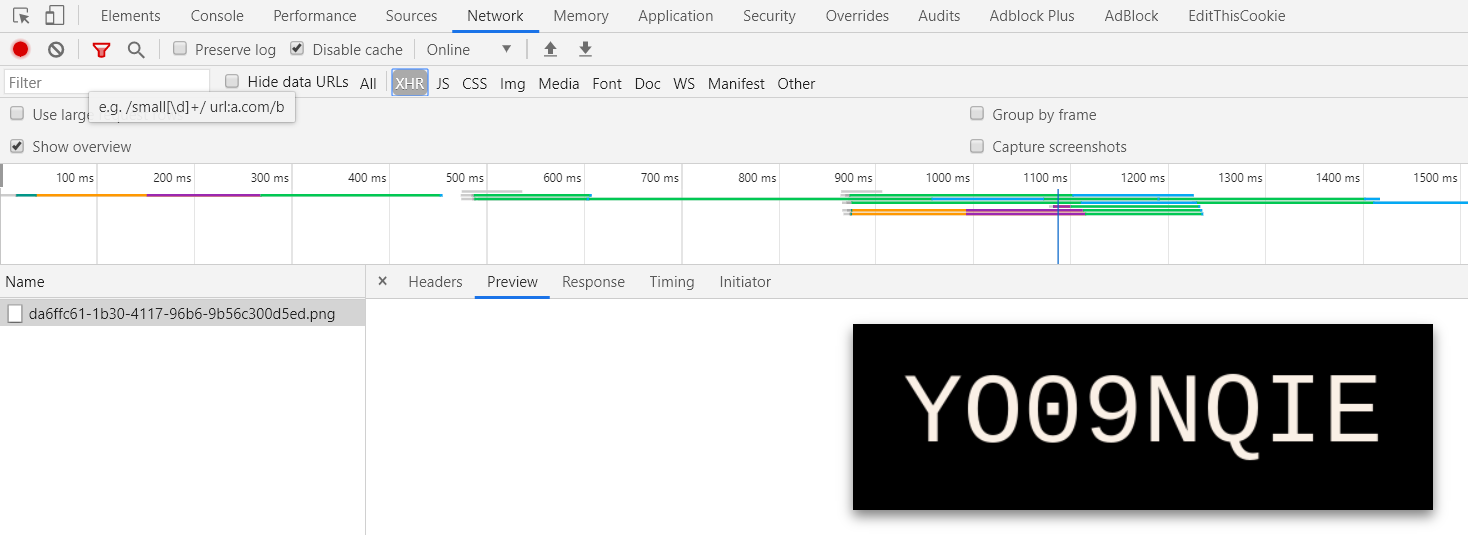 Elements Console Performance Sources Network Memory Application Security Overrides Audits Adblock Plus AdBlock EditThisCookie
Preserve log Disable cache Online
Filter Hide data URLs All XHR JS CSS Img Media Font Doc WS Manifest Other
e.g. /small[\d]+/ url:a.com/b
Use large Group by frame
Show overview Capture screenshots
100 ms 200 ms 300 ms 400 ms 500 ms 600 ms 700 ms 800 ms 900 ms 1000 ms 1100 ms 1200 ms 1300 ms 1400 ms 1500 ms
Name × Headers Preview Response Timing Initiator
da6ffc61-1b30-4117-96b6-9b56c300d5ed.png
YO09NQIE